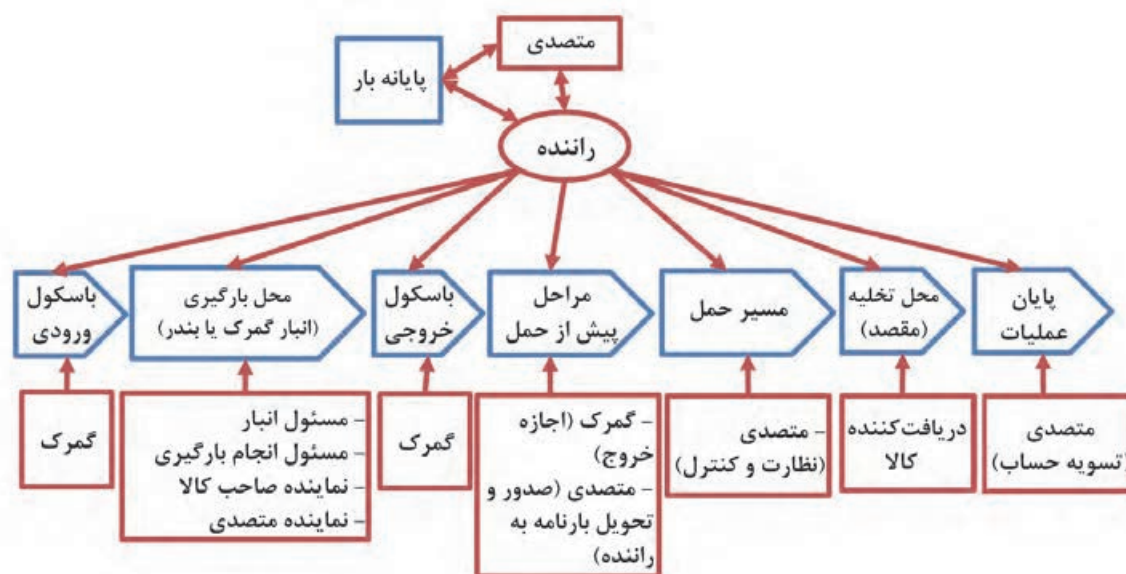 متصدی
پایانه بار
راننده
باسکول
ورودی
محل بارگیری
(انبار گمرک یا بندر)
باسکول
خروجی
مراحل
پیش از حمل
مسیر حمل
محل تخلیه
(مقصد)
پایان
عملیات
گمرک
– مسئول انبار
– مسئول انجام بارگیری
– نماینده صاحب کالا
– نماینده متصدی
گمرک
– گمرک (اجازه
خروج)
– متصدی (صدور و
تحویل بارنامه به
راننده)
– متصدی
(نظارت و کنترل)
دریافت‌کننده
کالا
متصدی
(تسویه حساب)